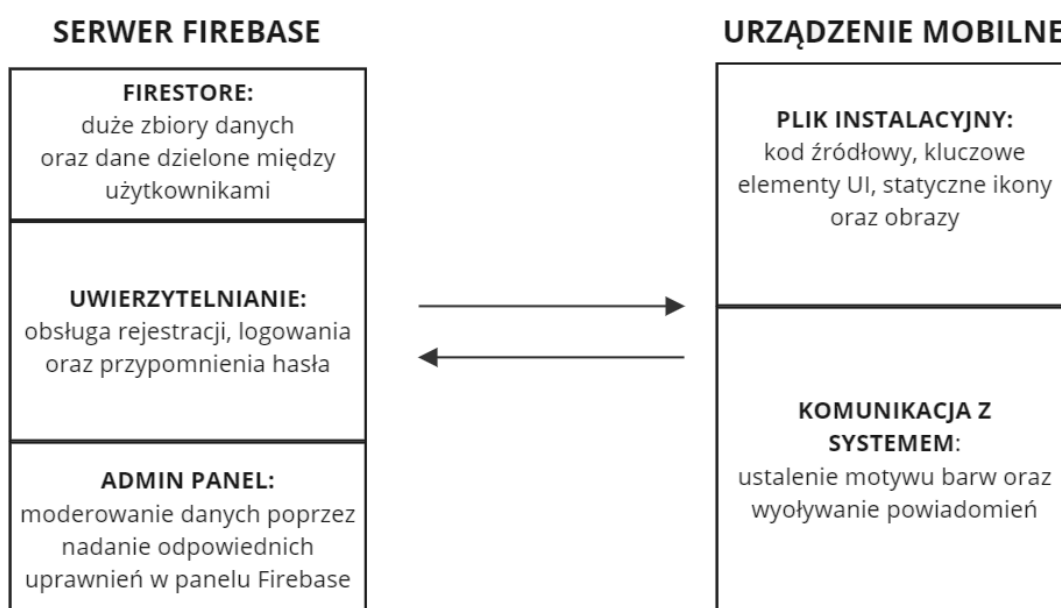 SERWER FIREBASE
FIRESTORE:
duże zbiory danych
oraz dane dzielone między
użytkownikami
UWIERZYTELNIANIE:
obsługa rejestracji, logowania
oraz przypomnienia hasła
ADMIN PANEL:
moderowanie danych poprzez
nadanie odpowiednich
uprawnień w panelu Firebase
URZĄDZENIE MOBILNE
PLIK INSTALACYJNY:
kod źródłowy, kluczowe
elementy UI, statyczne ikony
oraz obrazy
KOMUNIKACJA Z
SYSTEMEM:
ustalenie motywu barw oraz
wyoływanie powiadomień